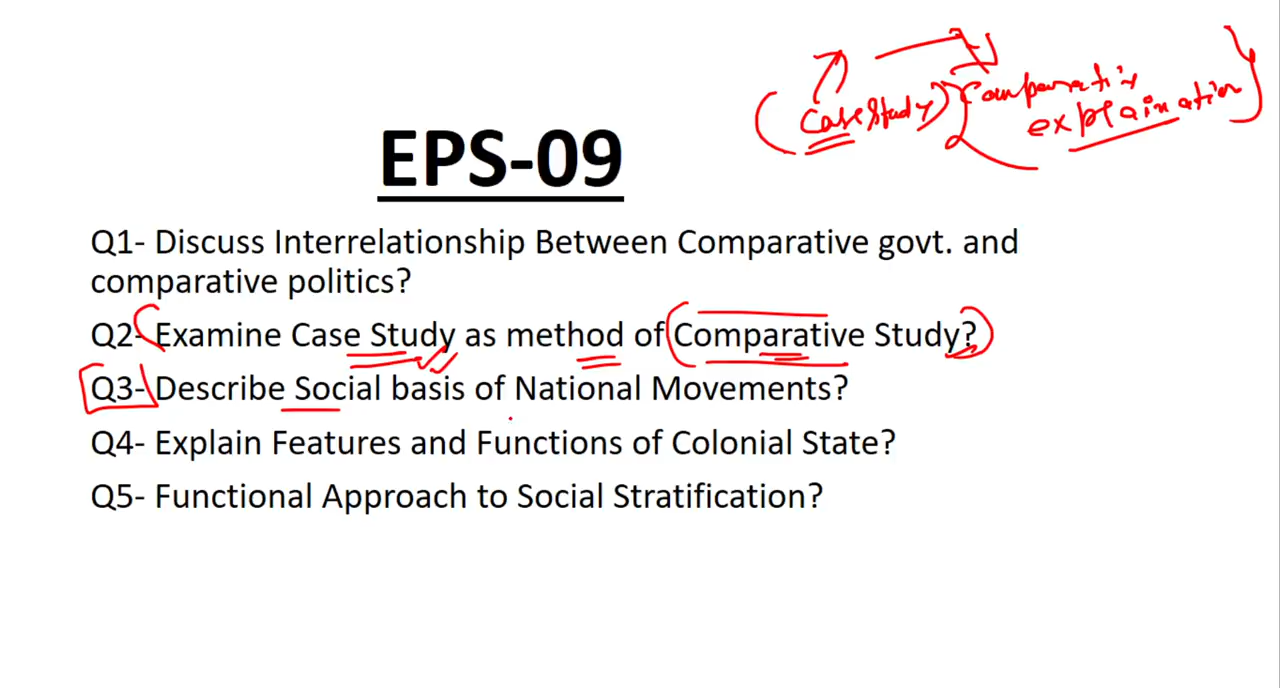 (Case Study) {Comparativ
explaination}
EPS-09
Q1- Discuss Interrelationship Between Comparative govt. and
comparative politics?
Q2- Examine Case Study as method of Comparative Study?
Q3- Describe Social basis of National Movements?
Q4- Explain Features and Functions of Colonial State?
Q5- Functional Approach to Social Stratification?